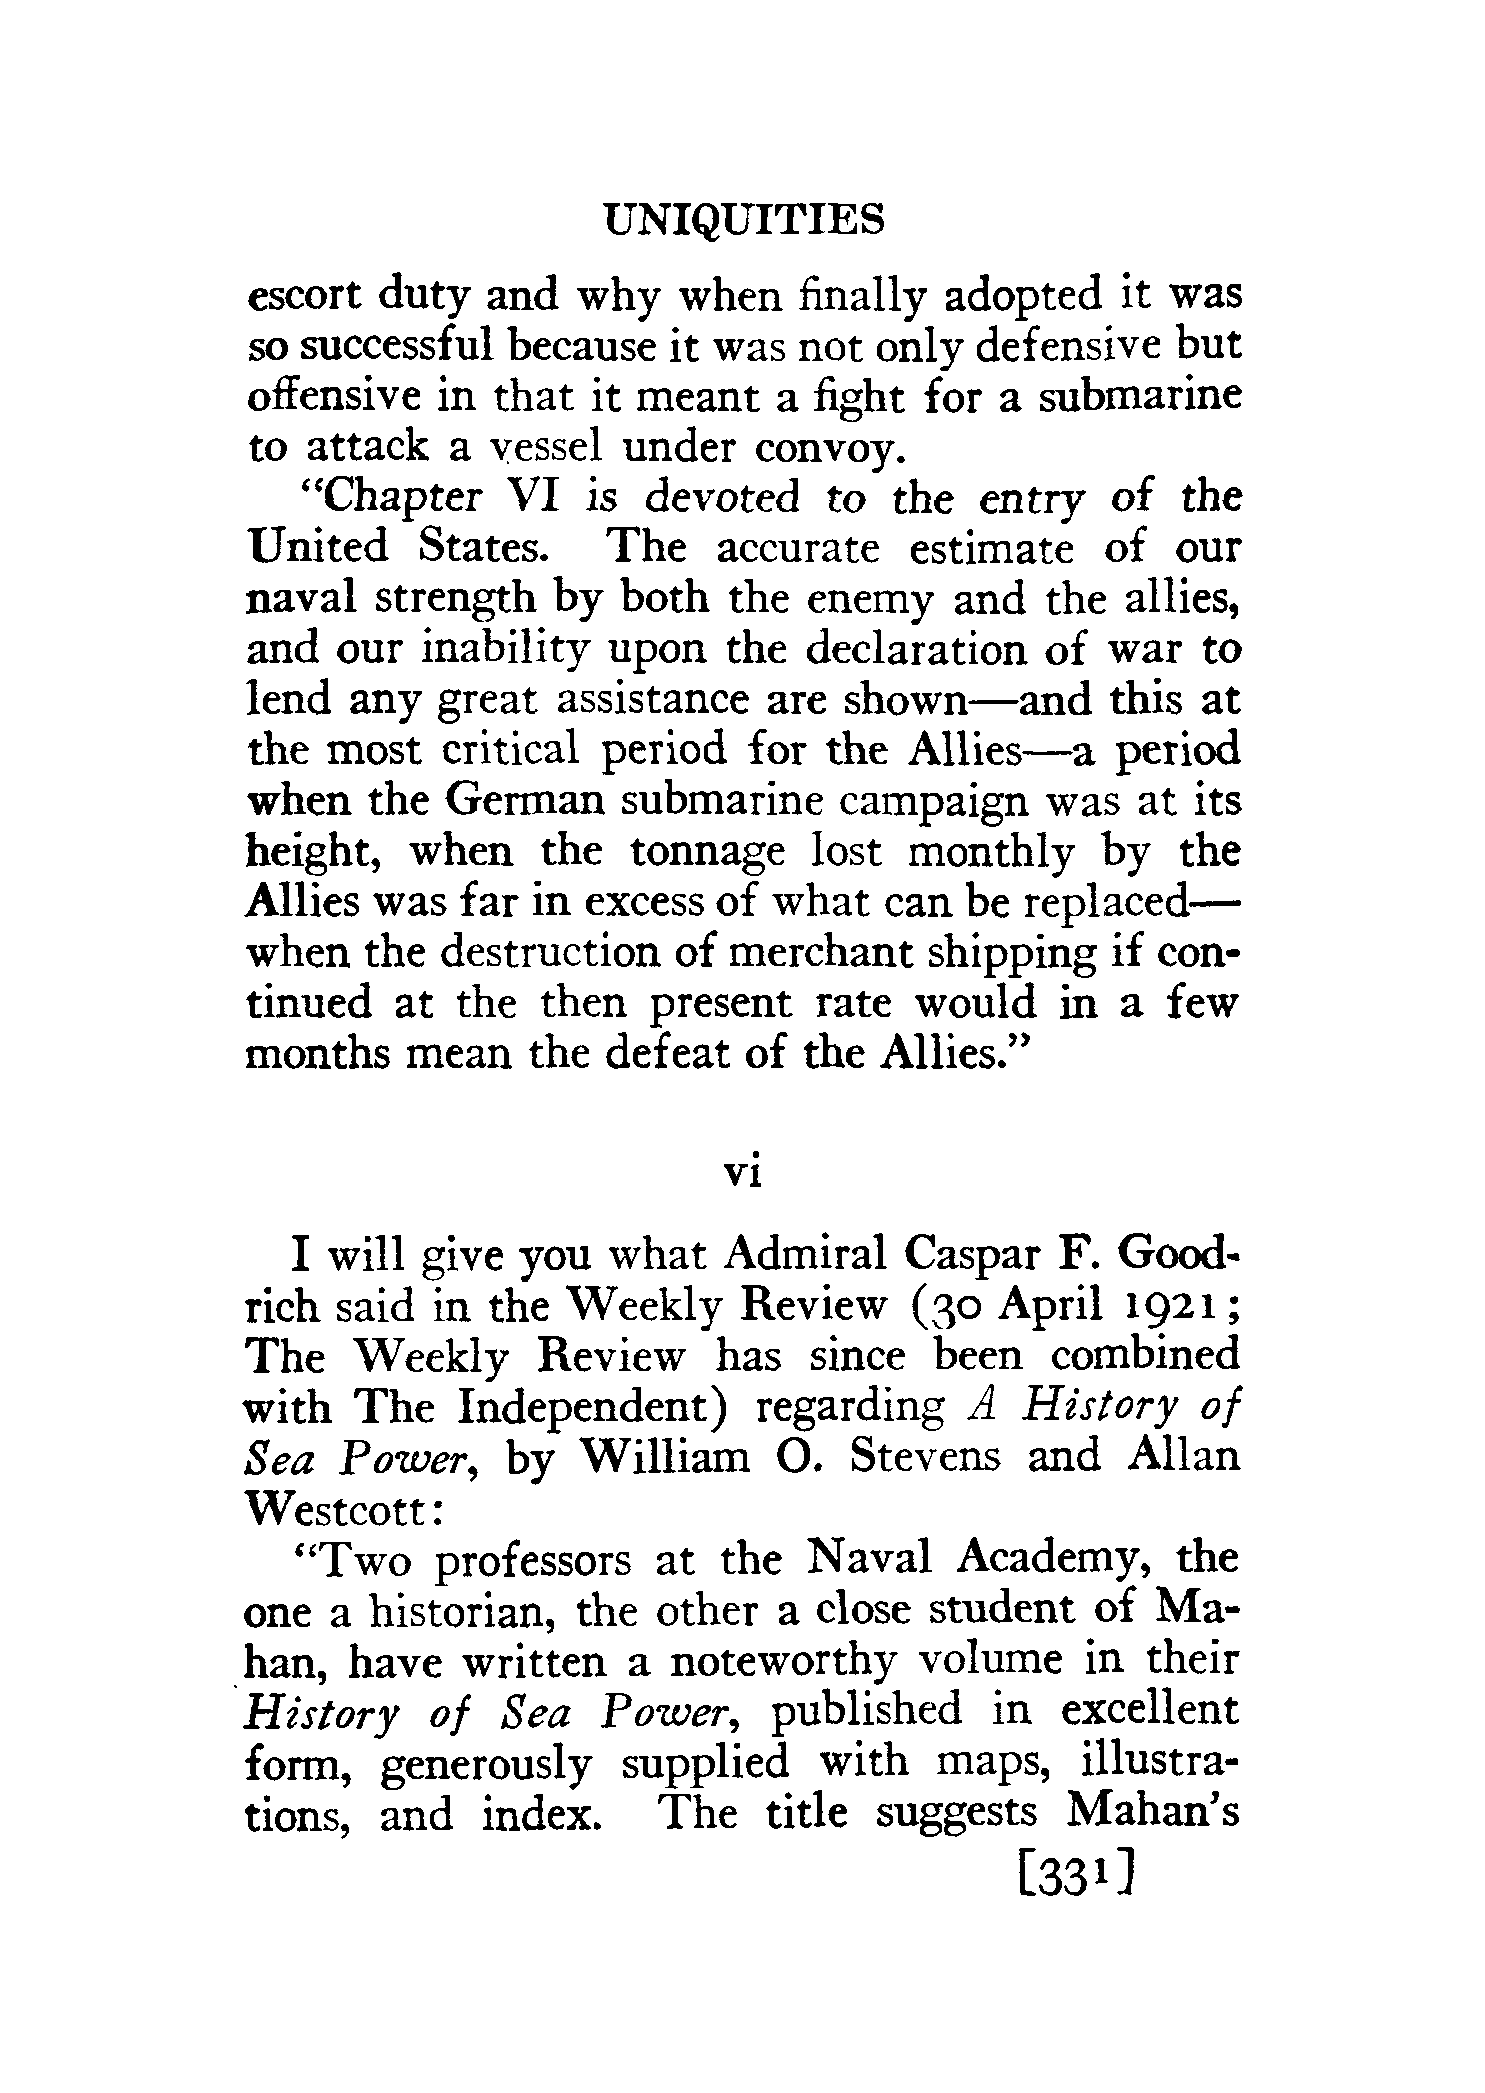 UNIQUITIES
escort duty and why when finally adopted it was
so successful because it was not only defensive but
offensive in that it meant a fight for a submarine
to attack a vessel under convoy.
"Chapter VI is devoted to the entry of the
United States. The accurate estimate of our
naval strength by both the enemy and the allies,
and our inability upon the declaration of war to
lend any great assistance are shown—and this at
the most critical period for the Allies—a period
when the German submarine campaign was at its
height, when the tonnage lost monthly by the
Allies was far in excess of what can be replaced—
when the destruction of merchant shipping if con-
tinued at the then present rate would in a few
months mean the defeat of the Allies."
vi
I will give you what Admiral Caspar F. Good-
rich said in the Weekly Review (30 April 1921;
The Weekly Review has since been combined
with The Independent) regarding A History of
Sea Power, by William O. Stevens and Allan
Westcott:
"Two professors at the Naval Academy, the
one a historian, the other a close student of Ma-
han, have written a noteworthy volume in their
History of Sea Power, published in excellent
form, generously supplied with maps, illustra-
tions, and index. The title suggests Mahan's
[331]